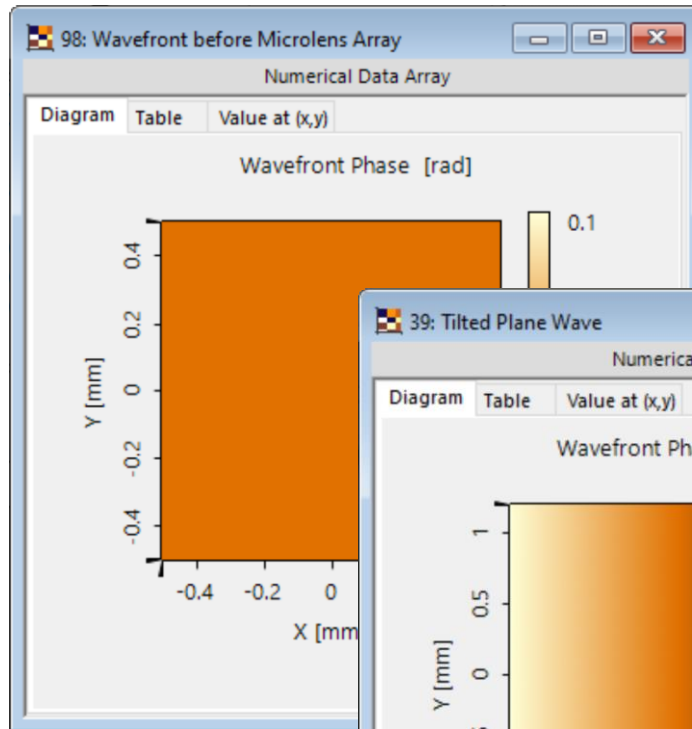 98: Wavefront before Microlens Array
Numerical Data Array
Diagram Table Value at (x,y)
Wavefront Phase [rad]
0.1
0.4
0.2
0
-0.2
-0.4
Y [mm]
-0.4 -0.2 0
X [mm
39: Tilted Plane Wave
Numerica
Diagram Table Value at (x,y)
Wavefront Ph
1
0.5
0
Y [mm]